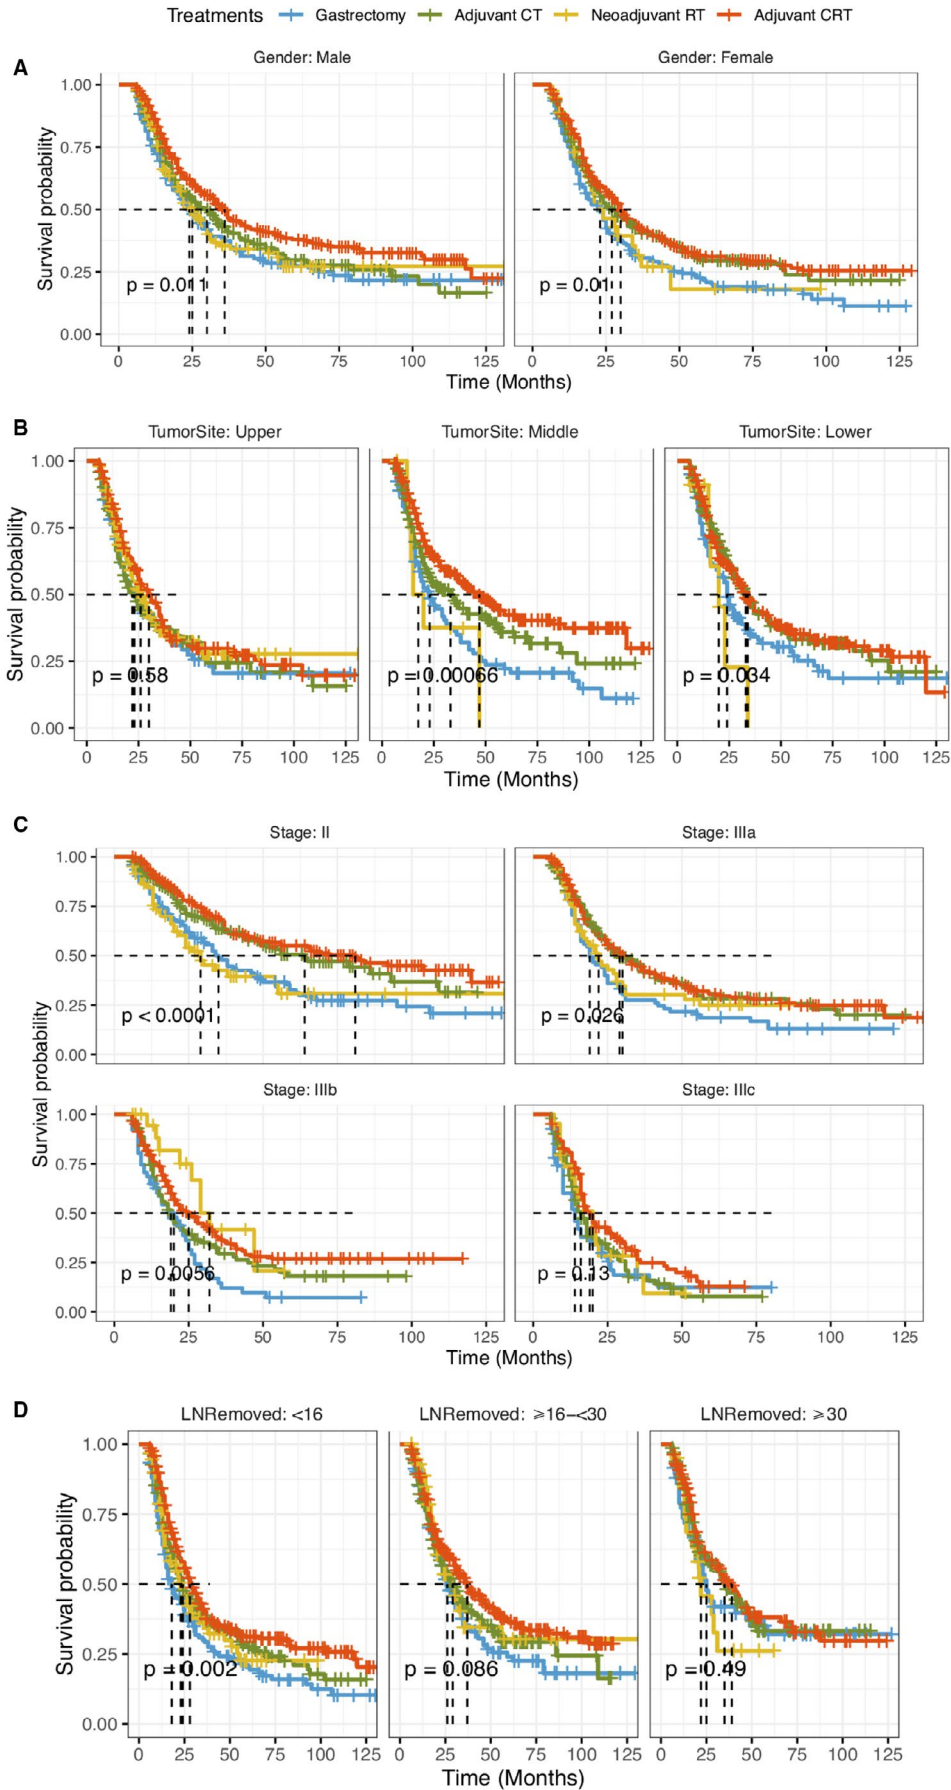 Treatments Gastrectomy Adjuvant CT Neoadjuvant RT Adjuvant CRT
A
Gender: Male Gender: Female
Survival probability
1.00
0.75
0.50
0.25
0.00
p = 0.011 p = 0.01
0 25 50 75 100 125 0 25 50 75 100 125
Time (Months)
B
TumorSite: Upper TumorSite: Middle TumorSite: Lower
Survival probability
1.00
0.75
0.50
0.25
0.00
p = 0.58 p = 0.00066 p = 0.034
0 25 50 75 100 125 0 25 50 75 100 125 0 25 50 75 100 125
Time (Months)
C
Stage: II Stage: IIIa
Survival probability
1.00
0.75
0.50
0.25
0.00
p < 0.0001 p = 0.026
Stage: IIIb Stage: IIIc
1.00
0.75
0.50
0.25
0.00
p = 0.0056 p = 0.13
0 25 50 75 100 125 0 25 50 75 100 125
Time (Months)
D
LNRemoved: <16 LNRemoved: ⩾16–<30 LNRemoved: ⩾30
Survival probability
1.00
0.75
0.50
0.25
0.00
p = 0.002 p = 0.086 p = 0.49
0 25 50 75 100 125 0 25 50 75 100 125 0 25 50 75 100 125
Time (Months)